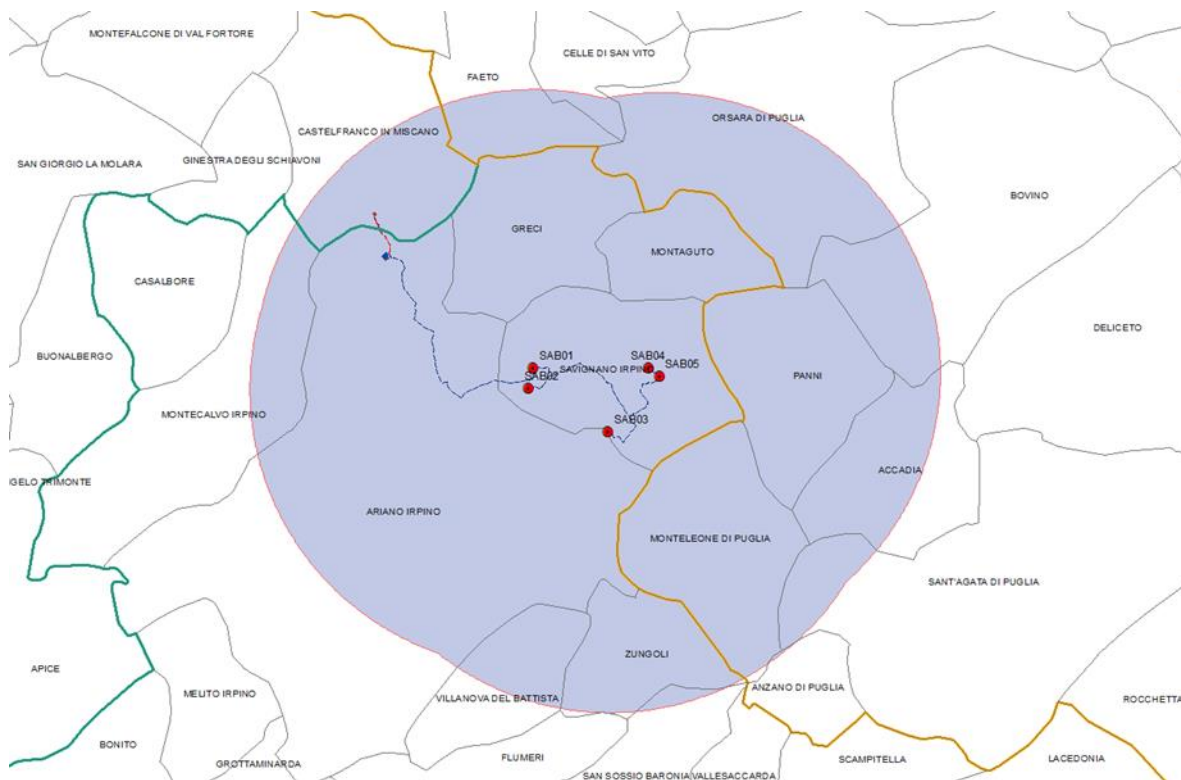 MONTEFALCONE DI VAL FORTORE
CELLE DI SAN VITO
FAETO
ORSARA DI PUGLIA
CASTELFRANCO IN MISCANO
SAN GIORGIO LA MOLARA
GINESTRA DEGLI SCHIAVONI
BOVINO
GRECI
MONTAGUTO
CASALBORE
DELICETO
BUONALBERGO
SAB01
SAB04
SAVIGNANO IRPINO
SAB05
PANNI
SAB02
MONTECALVO IRPINO
SAB03
ACCADIA
GELO TRIMONTE
ARIANO IRPINO
MONTELEONE DI PUGLIA
SANT'AGATA DI PUGLIA
ZUNGOLI
APICE
MELITO IRPINO
VILLANOVA DEL BATTISTA
ANZANO DI PUGLIA
ROCCHETTA
BONITO
GROTTAMINARDA
FLUMERI
SCAMPITELLA
LACEDONIA
SAN SOSSIO BARONIA
VALLESACCARDA